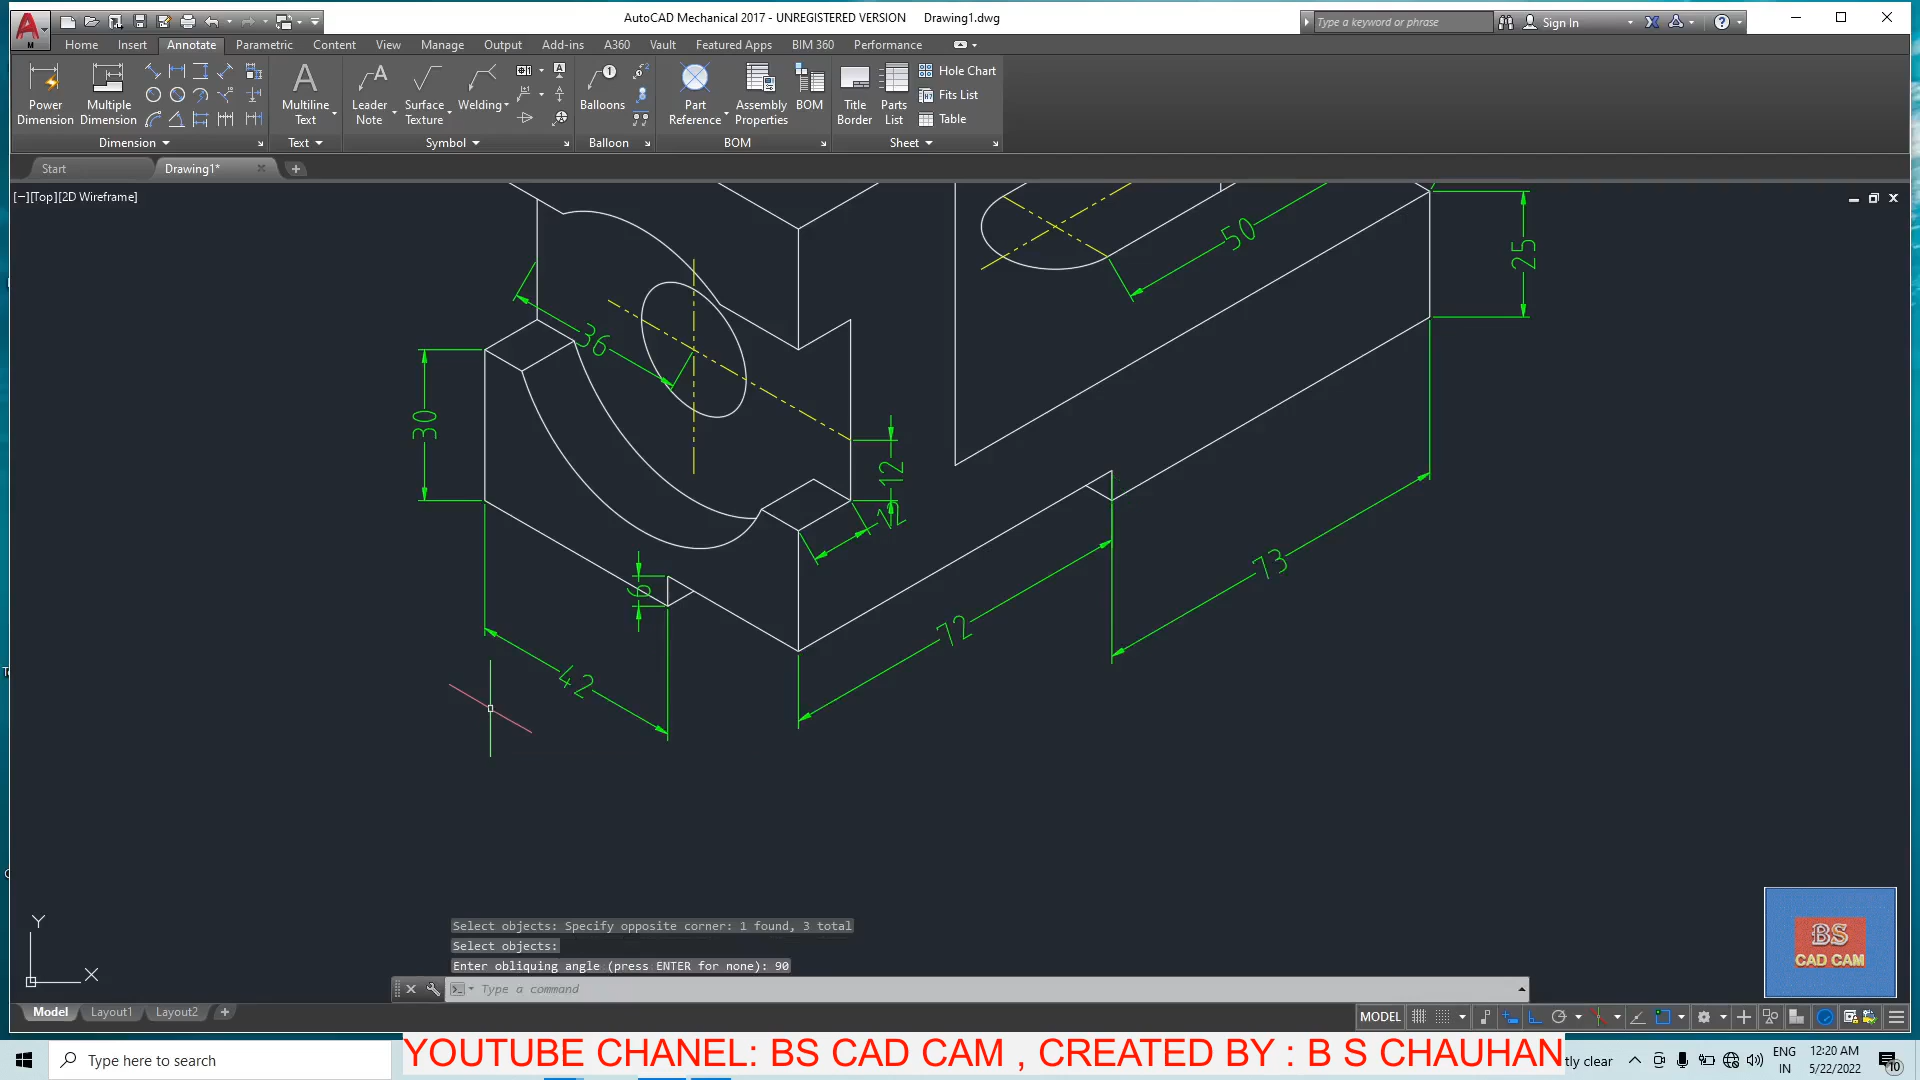 AutoCAD Mechanical 2017 - UNREGISTERED VERSION Drawing1.dwg
Type a keyword or phrase
Sign In
Home Insert Annotate Parametric Content View Manage Output Add-ins A360 Vault Featured Apps BIM 360 Performance
Power Dimension
Multiple Dimension
Multiline Text
Leader Note
Surface Texture
Welding
Balloons
Part Reference
Assembly Properties
BOM
Title Border
Parts List
Hole Chart
Fits List
Table
Dimension Text Symbol Balloon BOM Sheet
Start Drawing1*
[−][Top][2D Wireframe]
50
25
36
30
12
12
6
73
72
42
Select objects: Specify opposite corner: 1 found, 3 total
Select objects:
Enter obliquing angle (press ENTER for none): 90
Type a command
Y
X
BS
CAD CAM
Model Layout1 Layout2
MODEL
Type here to search
YOUTUBE CHANEL: BS CAD CAM , CREATED BY : B S CHAUHAN
tly clear
ENG
IN
12:20 AM
5/22/2022
10